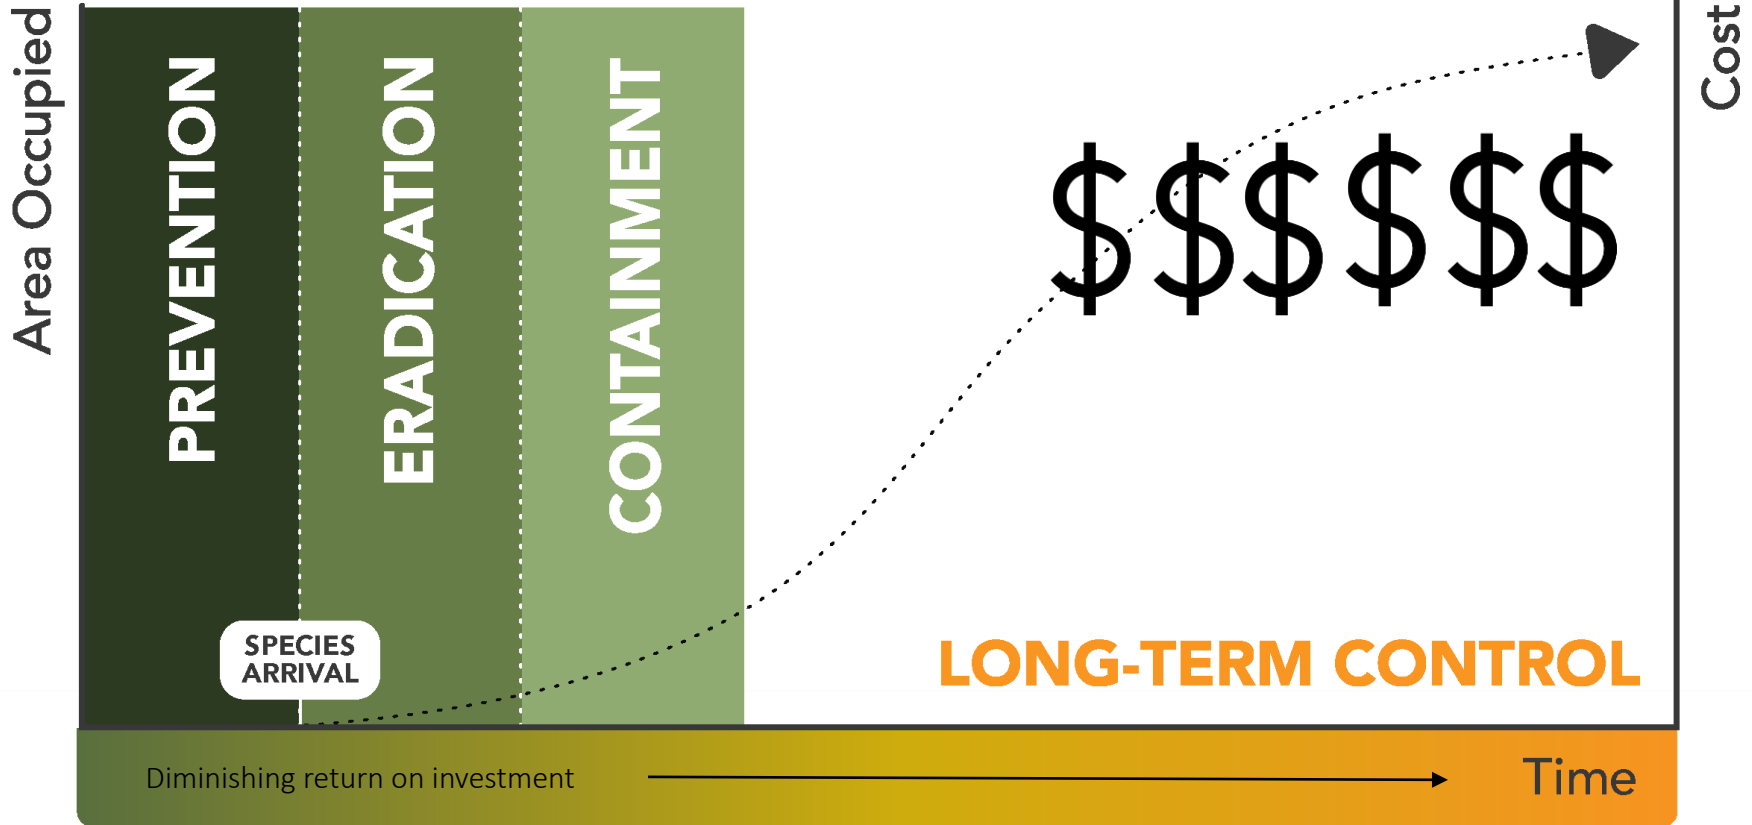 Area Occupied
PREVENTION
ERADICATION
CONTAINMENT
Cost
$$$$$$
SPECIES
ARRIVAL
LONG-TERM CONTROL
Diminishing return on investment
Time